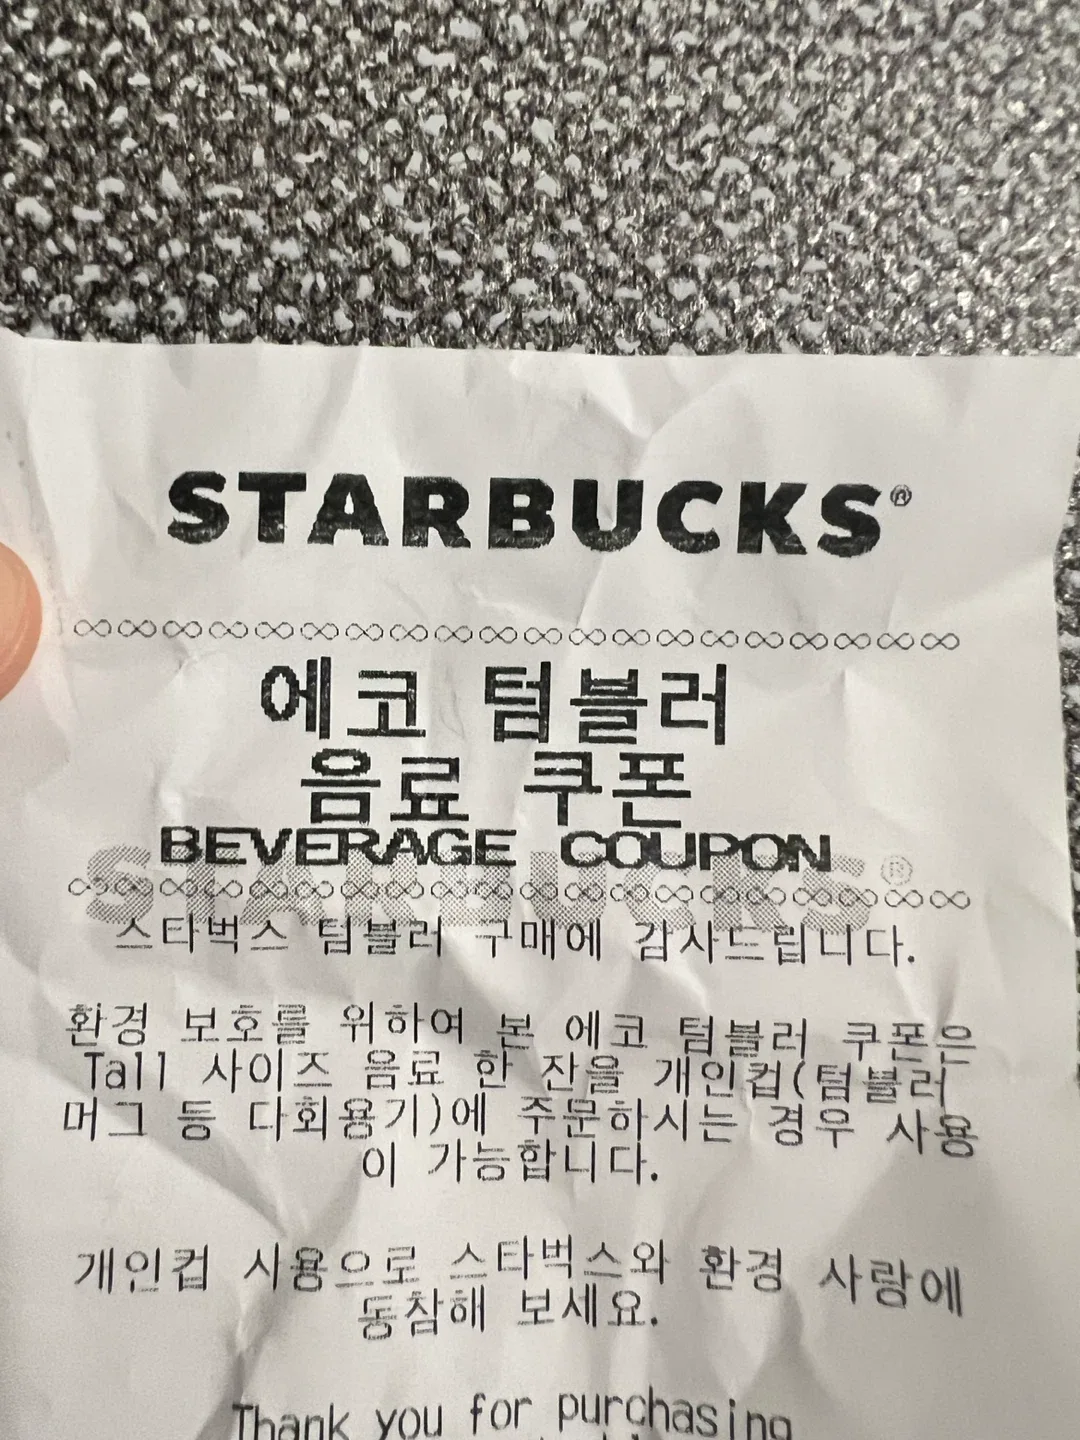 STARBUCKS®
에코 텀블러
음료 쿠폰
BEVERAGE COUPON
STARBUCKS®
스타벅스 텀블러 구매에 감사드립니다.
환경 보호를 위하여 본 에코 텀블러 쿠폰은
Tall 사이즈 음료 한 잔을 개인컵(텀블러
머그 등 다회용기)에 주문하시는 경우 사용
이 가능합니다.
개인컵 사용으로 스타벅스와 환경 사랑에
동참해 보세요.
Thank you for purchasing